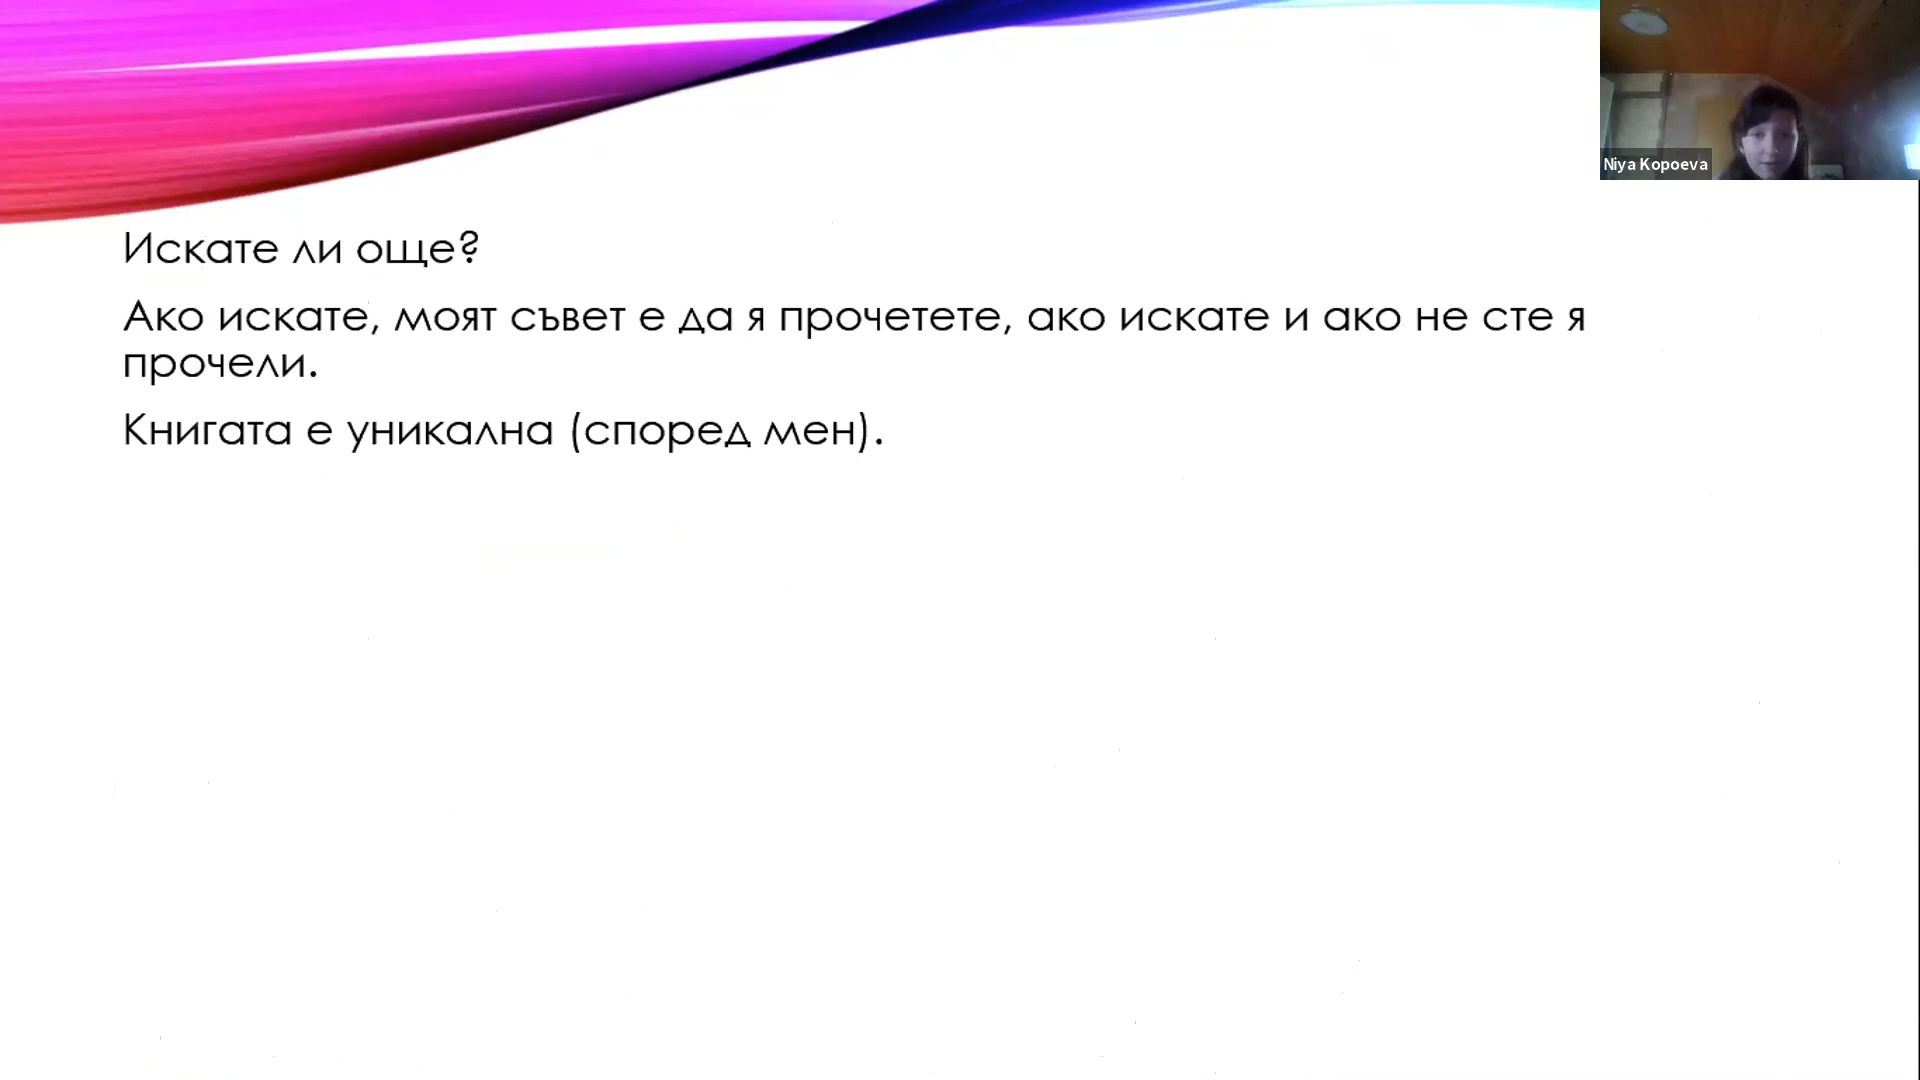 Niya Kopoeva
Искате ли още?
Ако искате, моят съвет е да я прочетете, ако искате и ако не сте я
прочели.
Книгата е уникална (според мен).